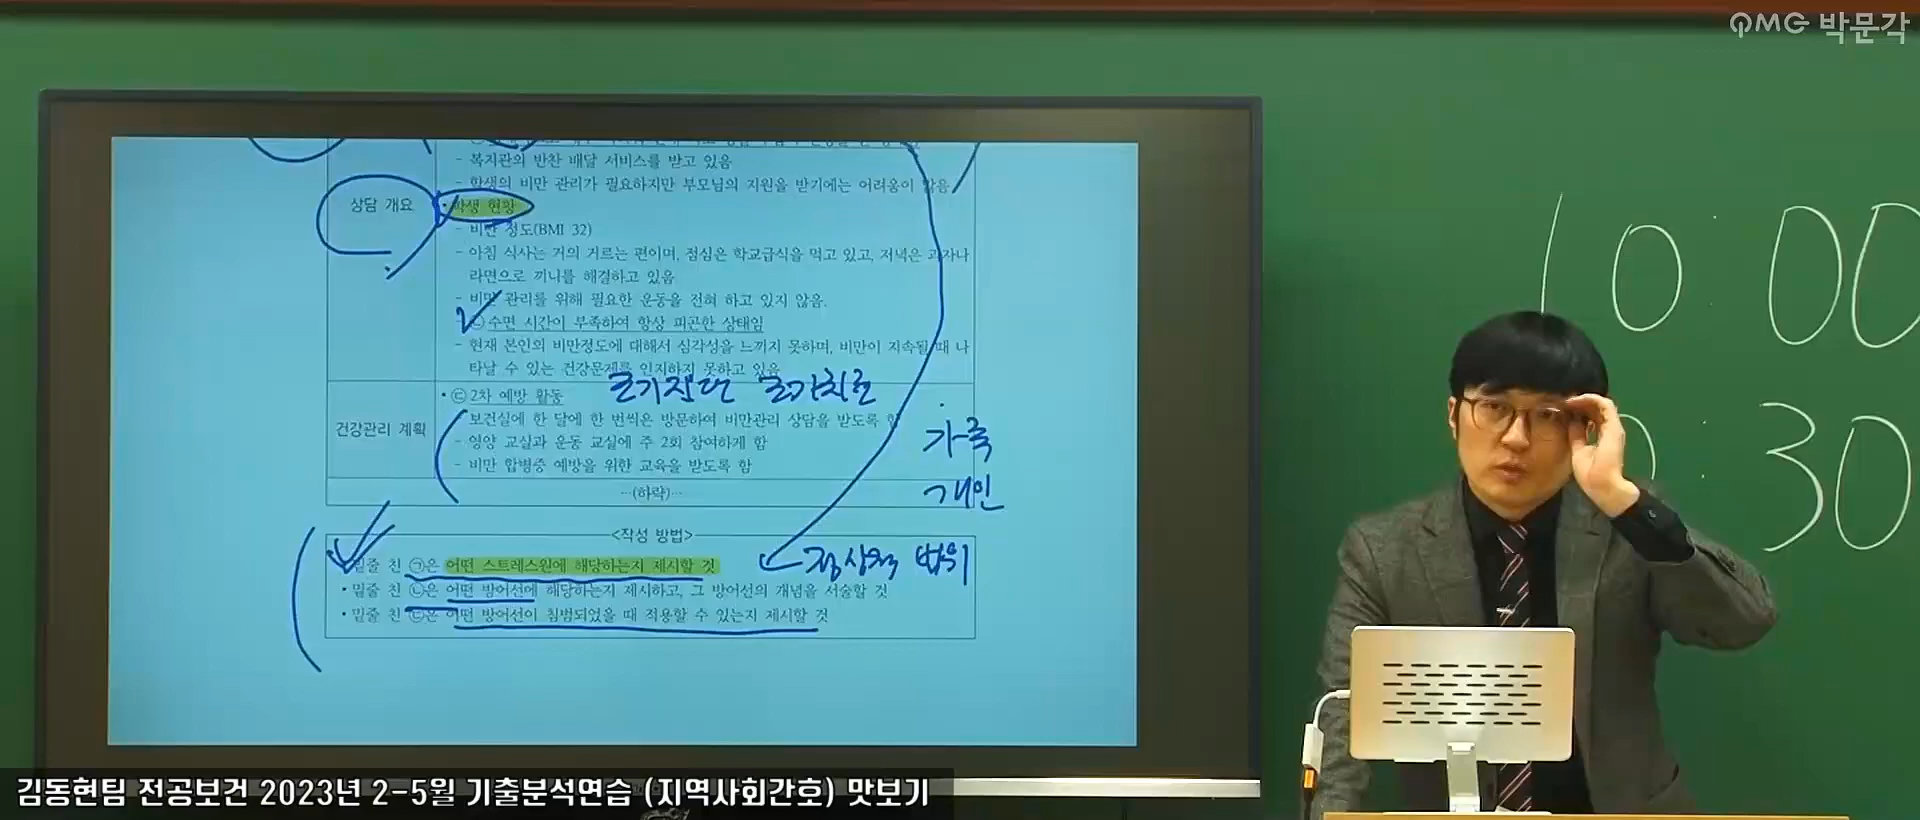 PMG 박문각
- 복지관의 반찬 배달 서비스를 받고 있음
- 학생의 비만 관리가 필요하지만 부모님의 지원을 받기에는 어려움이 많음
상담 개요
• 학생 현황
- 비만 정도(BMI 32)
- 아침 식사는 거의 거르는 편이며, 점심은 학교급식을 먹고 있고, 저녁은 과자나
라면으로 끼니를 해결하고 있음
- 비만 관리를 위해 필요한 운동을 전혀 하고 있지 않음.
- ㉡수면 시간이 부족하여 항상 피곤한 상태임
- 현재 본인의 비만정도에 대해서 심각성을 느끼지 못하며, 비만이 지속될 때 나
타날 수 있는 건강문제를 인지하지 못하고 있음
조기진단 조기치료
건강관리 계획
• ㉢ 2차 예방 활동
- 보건실에 한 달에 한 번씩은 방문하여 비만관리 상담을 받도록 함
- 영양 교실과 운동 교실에 주 2회 참여하게 함
- 비만 합병증 예방을 위한 교육을 받도록 함
…(하략)…
가족
개인
<작성 방법>
• 밑줄 친 ㉠은 어떤 스트레스원에 해당하는지 제시할 것
정상적 범위
• 밑줄 친 ㉡은 어떤 방어선에 해당하는지 제시하고, 그 방어선의 개념을 서술할 것
• 밑줄 친 ㉢은 어떤 방어선이 침범되었을 때 적용할 수 있는지 제시할 것
10:00
30
김동현팀 전공보건 2023년 2-5월 기출분석연습 (지역사회간호) 맛보기